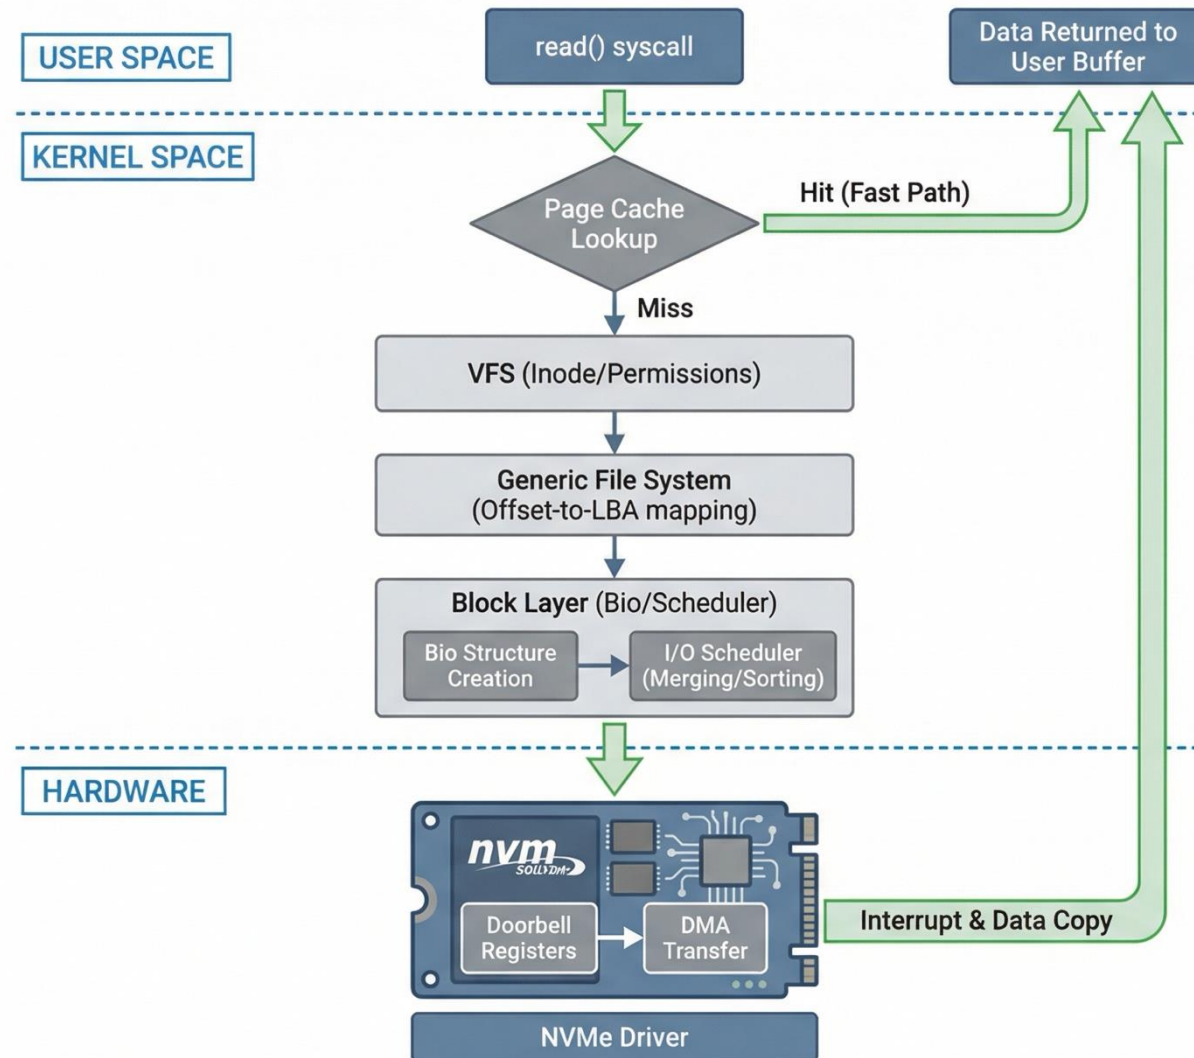 USER SPACE
read() syscall
Data Returned to
User Buffer
KERNEL SPACE
Page Cache
Lookup
Hit (Fast Path)
Miss
VFS (Inode/Permissions)
Generic File System
(Offset-to-LBA mapping)
Block Layer (Bio/Scheduler)
Bio Structure
Creation
I/O Scheduler
(Merging/Sorting)
HARDWARE
nvm
Doorbell
Registers
DMA
Transfer
Interrupt & Data Copy
NVMe Driver